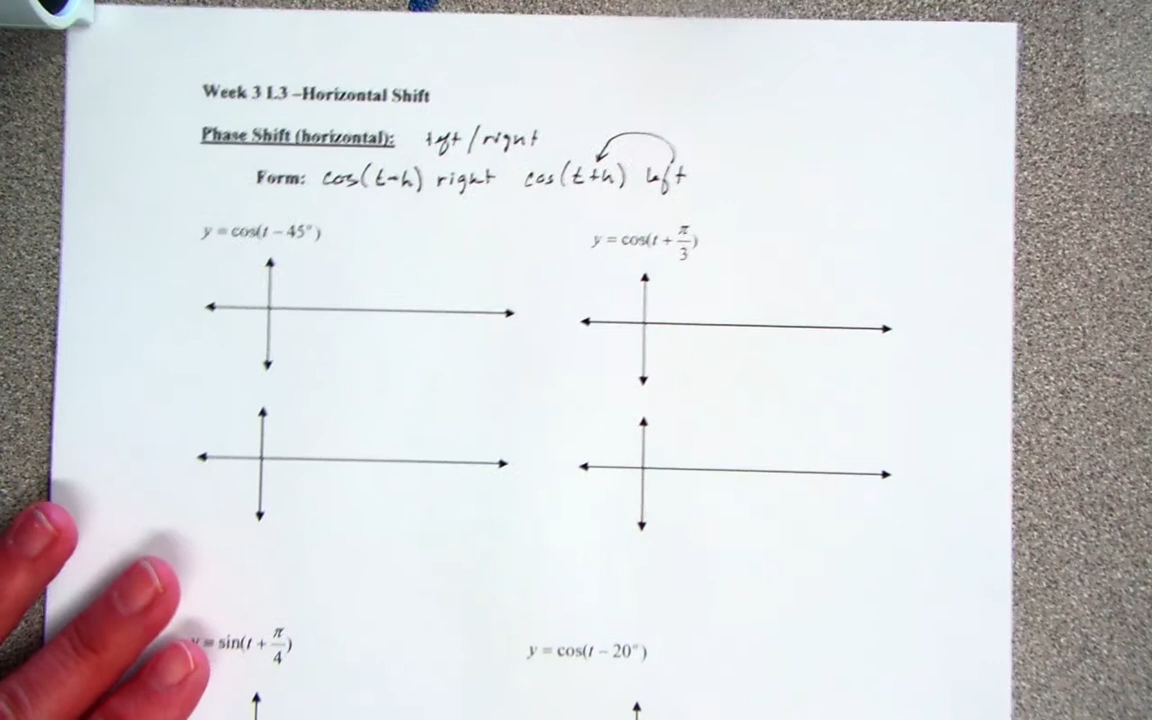 Week 3 L3 –Horizontal Shift
Phase Shift (horizontal): left/right
Form: cos(t-h) right cos(t+h) left
y = cos(t − 45°)
y = cos(t + π/3)
y = sin(t + π/4)
y = cos(t − 20°)